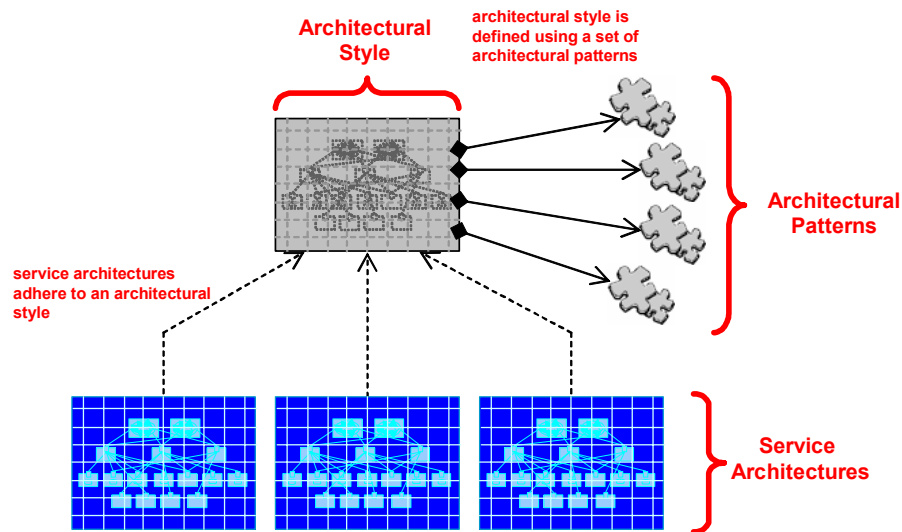 Architectural
Style
architectural style is
defined using a set of
architectural patterns
Architectural
Patterns
service architectures
adhere to an architectural
style
Service
Architectures